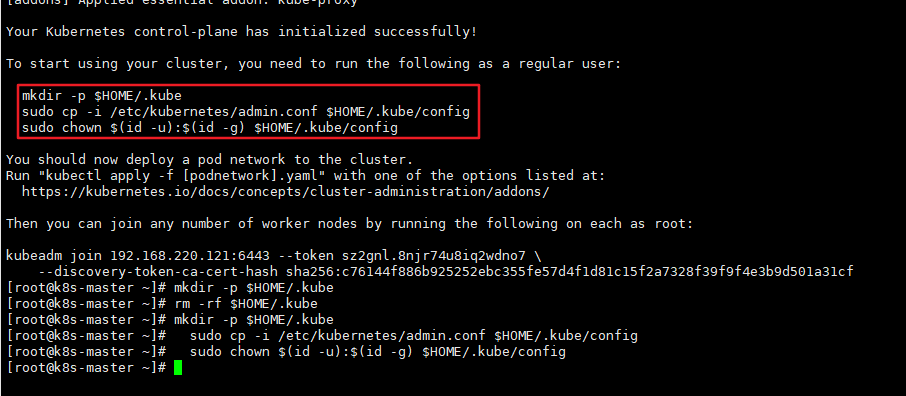 [addons] Applied essential addon: kube-proxy
Your Kubernetes control-plane has initialized successfully!
To start using your cluster, you need to run the following as a regular user:
mkdir -p $HOME/.kube
sudo cp -i /etc/kubernetes/admin.conf $HOME/.kube/config
sudo chown $(id -u):$(id -g) $HOME/.kube/config
You should now deploy a pod network to the cluster.
Run "kubectl apply -f [podnetwork].yaml" with one of the options listed at:
https://kubernetes.io/docs/concepts/cluster-administration/addons/
Then you can join any number of worker nodes by running the following on each as root:
kubeadm join 192.168.220.121:6443 --token sz2gnl.8njr74u8iq2wdno7 \
--discovery-token-ca-cert-hash sha256:c76144f886b925252ebc355fe57d4f1d81c15f2a7328f39f9f4e3b9d501a31cf
[root@k8s-master ~]# mkdir -p $HOME/.kube
[root@k8s-master ~]# rm -rf $HOME/.kube
[root@k8s-master ~]# mkdir -p $HOME/.kube
[root@k8s-master ~]#   sudo cp -i /etc/kubernetes/admin.conf $HOME/.kube/config
[root@k8s-master ~]#   sudo chown $(id -u):$(id -g) $HOME/.kube/config
[root@k8s-master ~]#